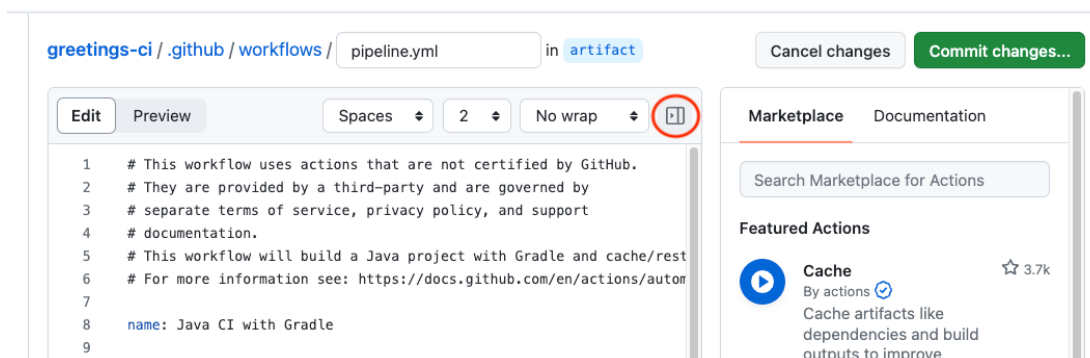 greetings-ci / .github / workflows / pipeline.yml in artifact Cancel changes Commit changes...
Edit Preview Spaces 2 No wrap Marketplace Documentation
1 # This workflow uses actions that are not certified by GitHub.
2 # They are provided by a third-party and are governed by
3 # separate terms of service, privacy policy, and support
4 # documentation.
5 # This workflow will build a Java project with Gradle and cache/rest
6 # For more information see: https://docs.github.com/en/actions/autom
7
8 name: Java CI with Gradle
9
Search Marketplace for Actions
Featured Actions
Cache 3.7k
By actions
Cache artifacts like
dependencies and build
outputs to improve